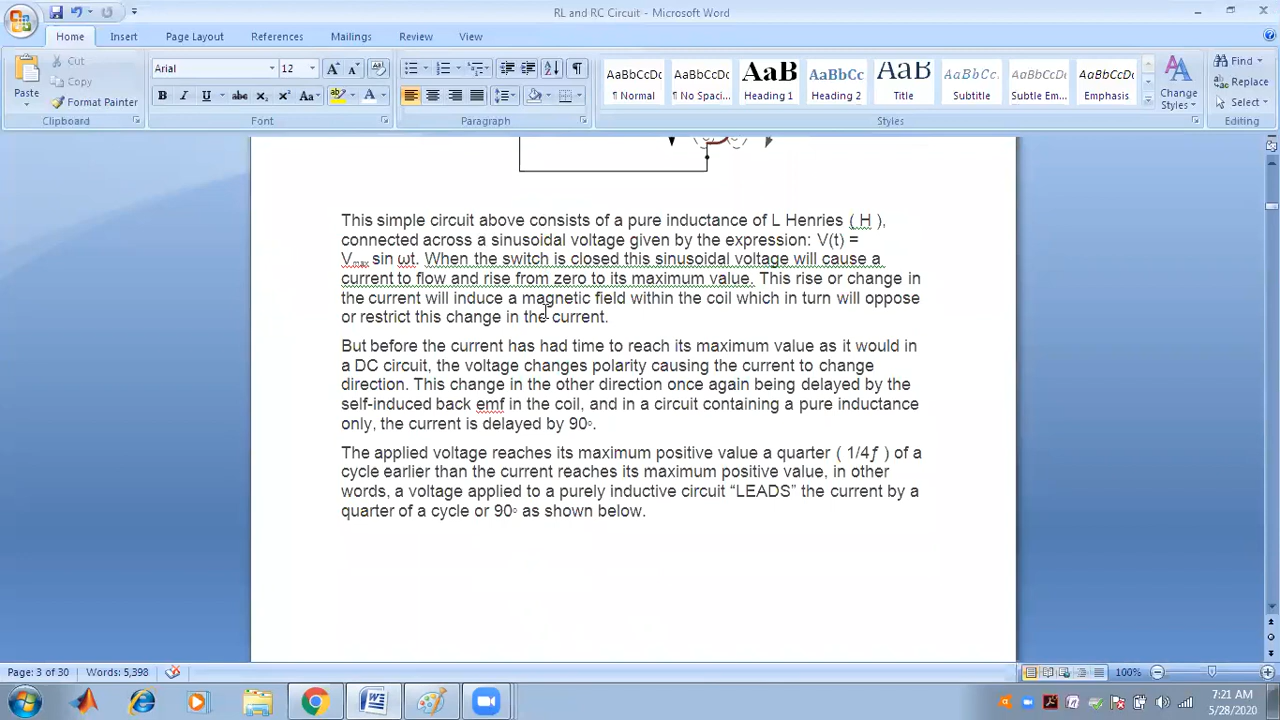 RL and RC Circuit - Microsoft Word
Home Insert Page Layout References Mailings Review View
Paste
Cut
Copy
Format Painter
Clipboard
Arial 12
Font
Paragraph
AaBbCcDc AaBbCcDc AaB AaBbCc AaB AaBbCcL AaBbCcDc AaBbCcDc
¶ Normal ¶ No Spaci... Heading 1 Heading 2 Title Subtitle Subtle Em... Emphasis
Change Styles
Styles
Find
Replace
Select
Editing
This simple circuit above consists of a pure inductance of L Henries ( H ),
connected across a sinusoidal voltage given by the expression: V(t) =
Vmax sin ωt. When the switch is closed this sinusoidal voltage will cause a
current to flow and rise from zero to its maximum value. This rise or change in
the current will induce a magnetic field within the coil which in turn will oppose
or restrict this change in the current.
But before the current has had time to reach its maximum value as it would in
a DC circuit, the voltage changes polarity causing the current to change
direction. This change in the other direction once again being delayed by the
self-induced back emf in the coil, and in a circuit containing a pure inductance
only, the current is delayed by 90◦.
The applied voltage reaches its maximum positive value a quarter ( 1/4ƒ ) of a
cycle earlier than the current reaches its maximum positive value, in other
words, a voltage applied to a purely inductive circuit “LEADS” the current by a
quarter of a cycle or 90◦ as shown below.
Page: 3 of 30 Words: 5,398 100%
7:21 AM
5/28/2020